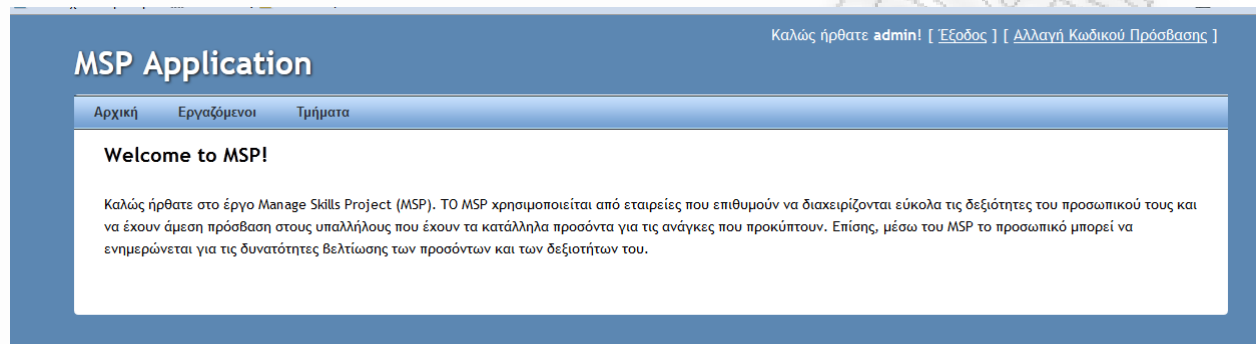 Καλώς ήρθατε admin! [ Έξοδος ] [ Αλλαγή Κωδικού Πρόσβασης ]
MSP Application
Αρχική Εργαζόμενοι Τμήματα
Welcome to MSP!
Καλώς ήρθατε στο έργο Manage Skills Project (MSP). ΤΟ MSP χρησιμοποιείται από εταιρείες που επιθυμούν να διαχειρίζονται εύκολα τις δεξιότητες του προσωπικού τους και
να έχουν άμεση πρόσβαση στους υπαλλήλους που έχουν τα κατάλληλα προσόντα για τις ανάγκες που προκύπτουν. Επίσης, μέσω του MSP το προσωπικό μπορεί να
ενημερώνεται για τις δυνατότητες βελτίωσης των προσόντων και των δεξιοτήτων του.